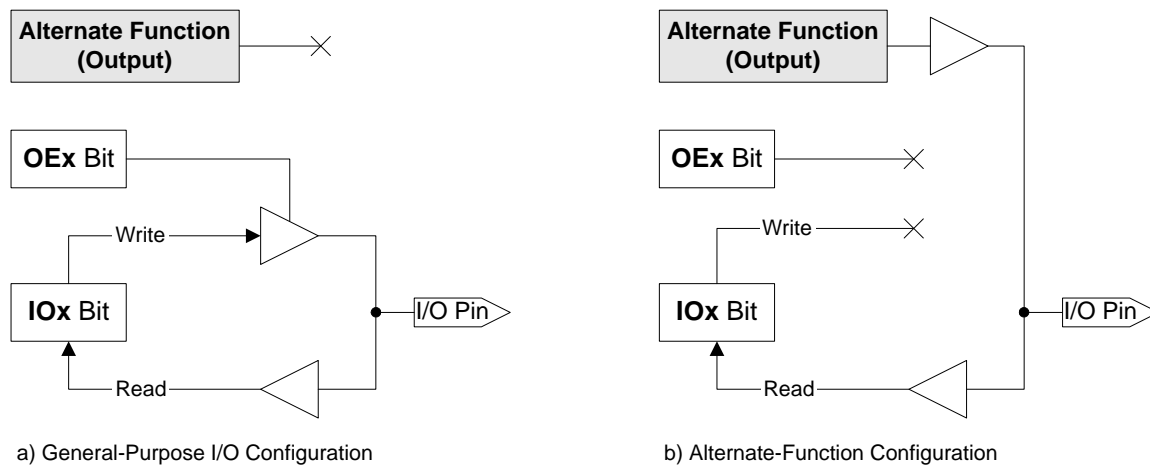 Alternate Function
(Output)
OEx Bit
Write
IOx Bit
I/O Pin
Read
a) General-Purpose I/O Configuration
Alternate Function
(Output)
OEx Bit
Write
IOx Bit
I/O Pin
Read
b) Alternate-Function Configuration